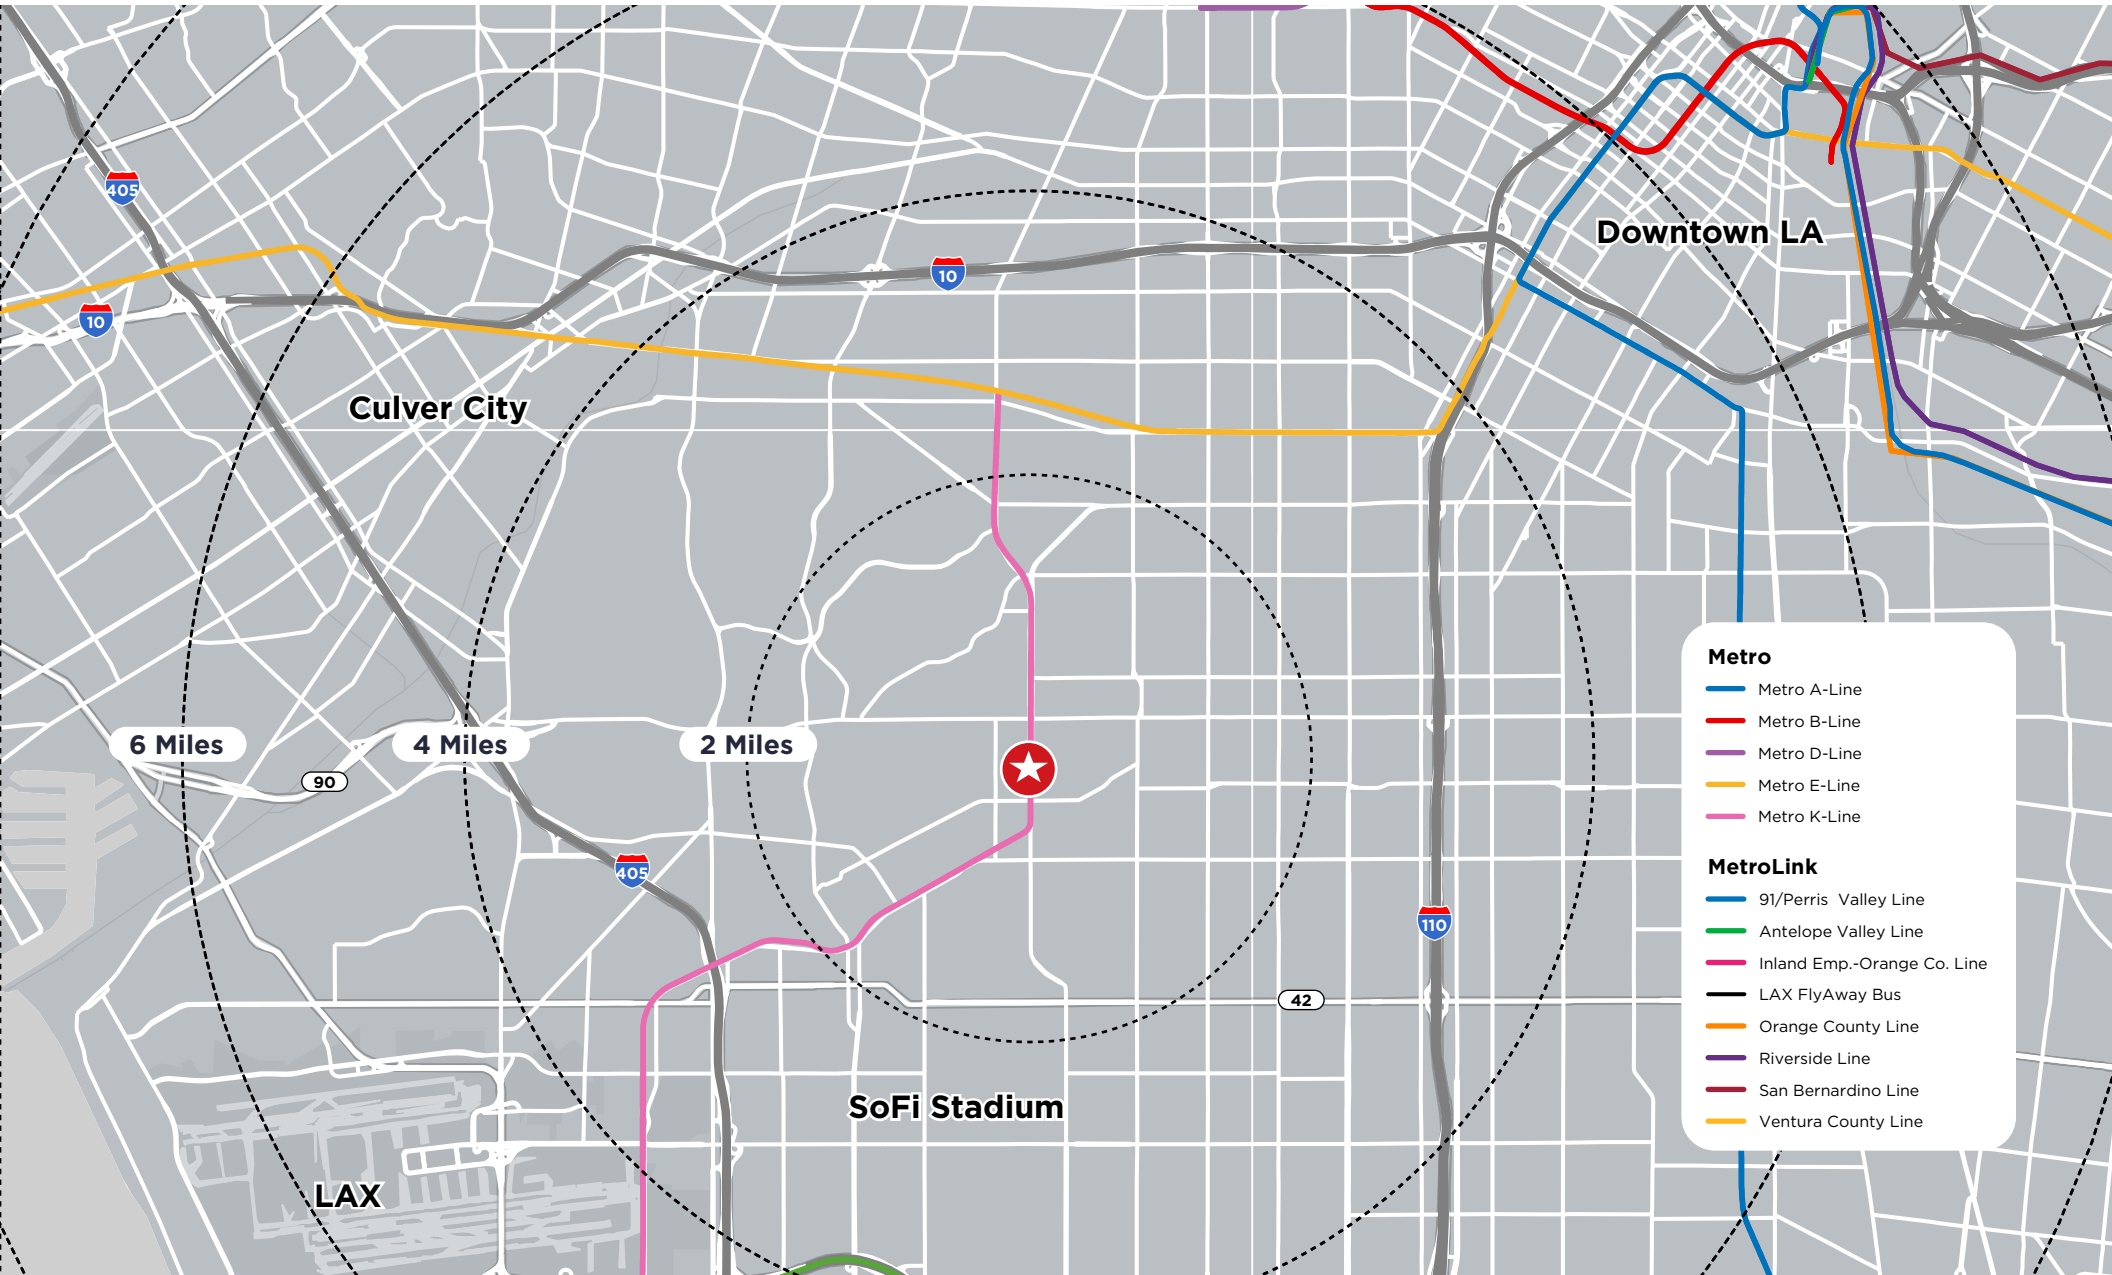 405
Downtown LA
10
10
Culver City
6 Miles
4 Miles
2 Miles
90
405
110
42
SoFi Stadium
LAX
Metro
Metro A-Line
Metro B-Line
Metro D-Line
Metro E-Line
Metro K-Line
MetroLink
91/Perris Valley Line
Antelope Valley Line
Inland Emp.-Orange Co. Line
LAX FlyAway Bus
Orange County Line
Riverside Line
San Bernardino Line
Ventura County Line